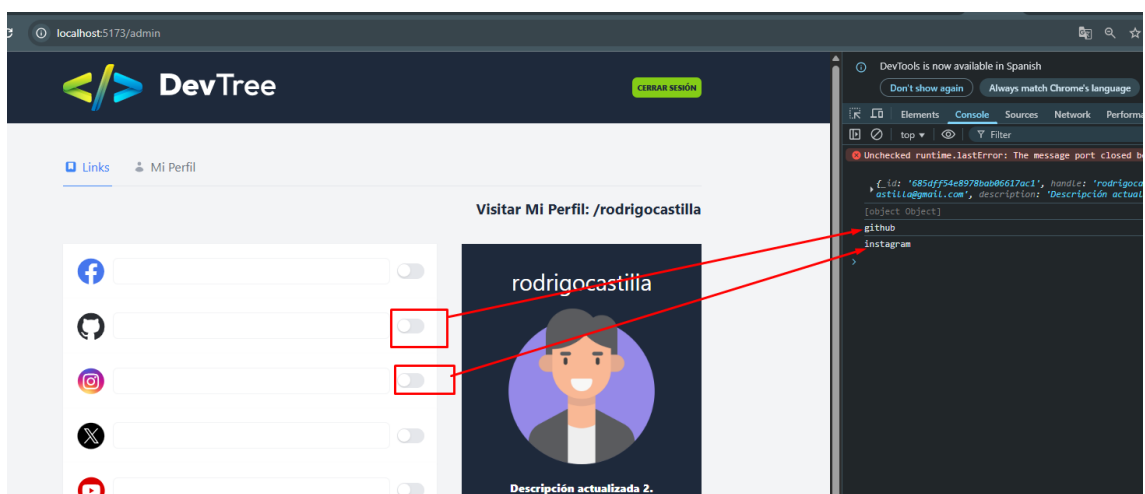 localhost:5173/admin
DevTree
CERRAR SESIÓN
Links
Mi Perfil
Visitar Mi Perfil: /rodrigocastilla
rodrigocastilla
Descripción actualizada 2.
DevTools is now available in Spanish
Don't show again
Always match Chrome's language
Elements Console Sources Network Performa
top
Filter
Unchecked runtime.lastError: The message port closed b
{_id: '685dff54e8978bab06617ac1', handle: 'rodrigoca
astilla@gmail.com', description: 'Descripción actual
[object Object]
github
instagram